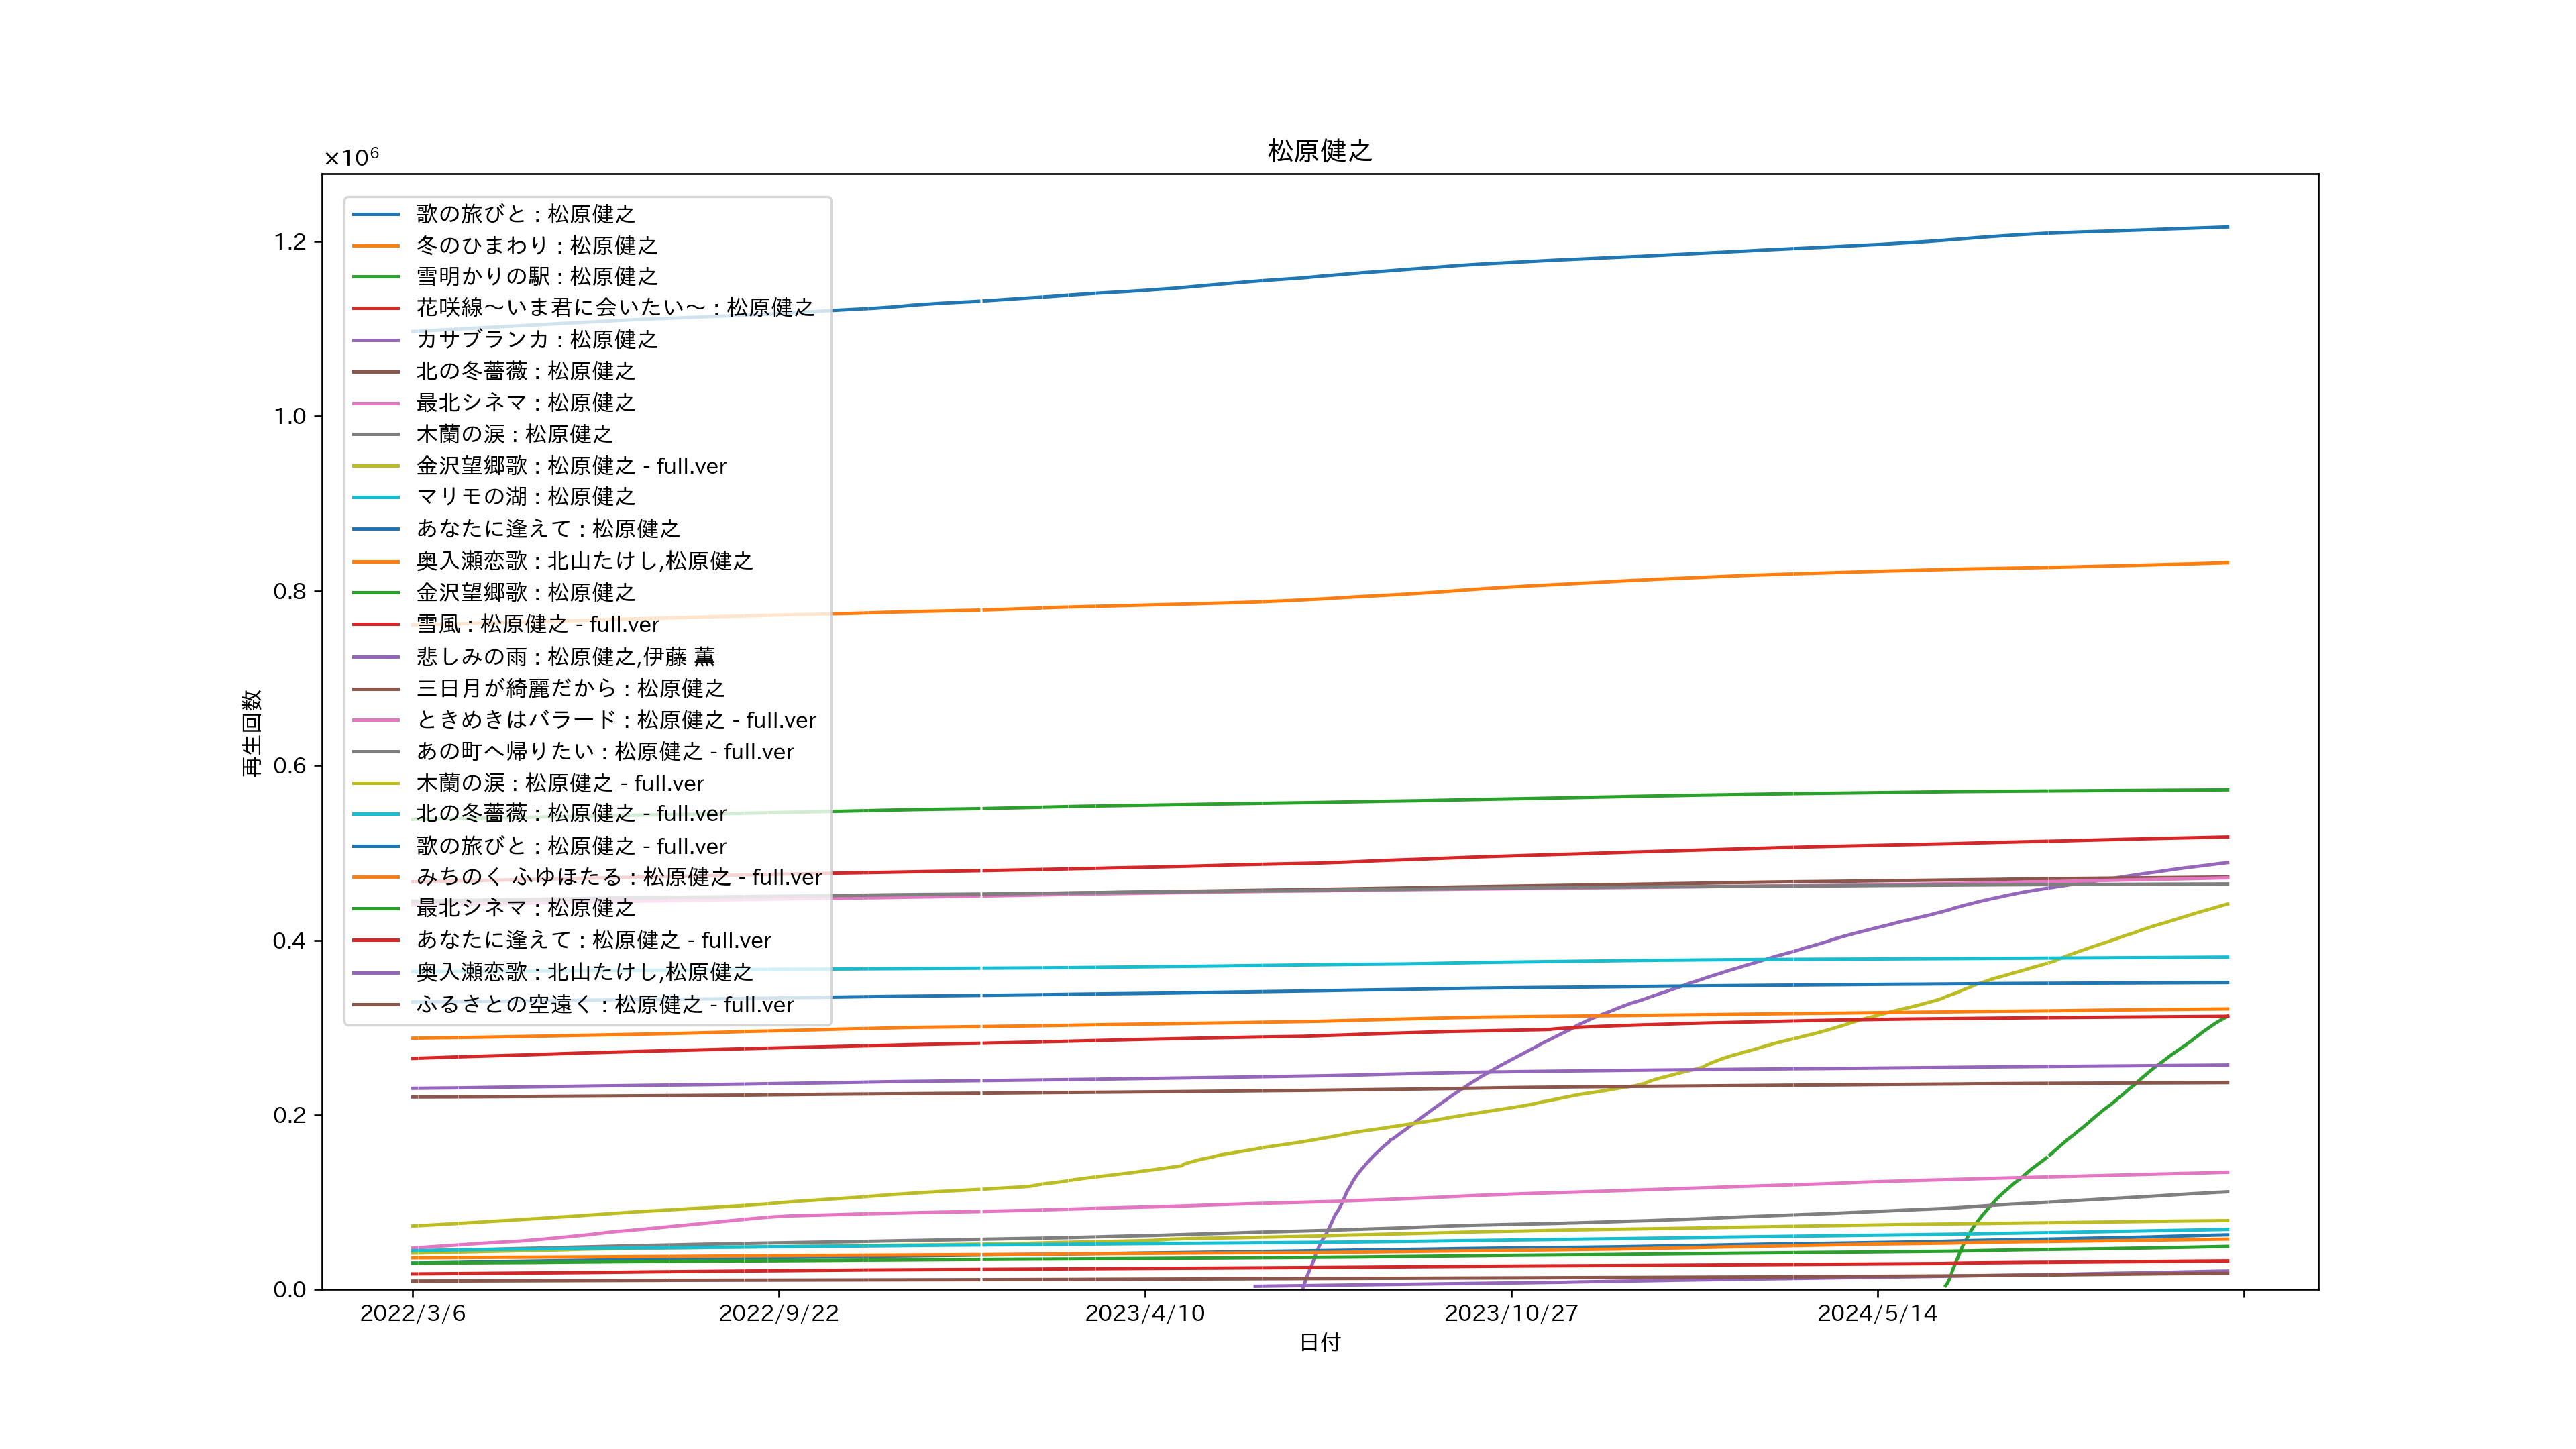 松原健之
×10⁶
1.2
1.0
0.8
0.6
0.4
0.2
0.0
再生回数
歌の旅びと : 松原健之
冬のひまわり : 松原健之
雪明かりの駅 : 松原健之
花咲線～いま君に会いたい～ : 松原健之
カサブランカ : 松原健之
北の冬薔薇 : 松原健之
最北シネマ : 松原健之
木蘭の涙 : 松原健之
金沢望郷歌 : 松原健之 - full.ver
マリモの湖 : 松原健之
あなたに逢えて : 松原健之
奥入瀬恋歌 : 北山たけし,松原健之
金沢望郷歌 : 松原健之
雪風 : 松原健之 - full.ver
悲しみの雨 : 松原健之,伊藤 薫
三日月が綺麗だから : 松原健之
ときめきはバラード : 松原健之 - full.ver
あの町へ帰りたい : 松原健之 - full.ver
木蘭の涙 : 松原健之 - full.ver
北の冬薔薇 : 松原健之 - full.ver
歌の旅びと : 松原健之 - full.ver
みちのく ふゆほたる : 松原健之 - full.ver
最北シネマ : 松原健之
あなたに逢えて : 松原健之 - full.ver
奥入瀬恋歌 : 北山たけし,松原健之
ふるさとの空遠く : 松原健之 - full.ver
2022/3/6
2022/9/22
2023/4/10
2023/10/27
2024/5/14
日付